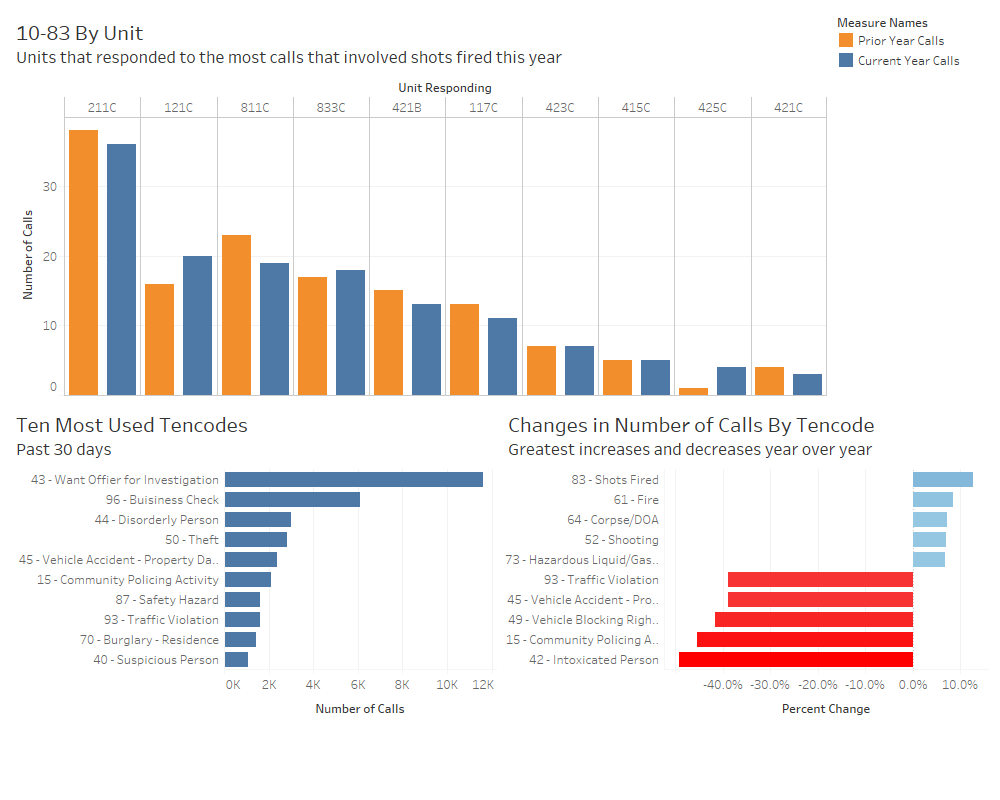 10-83 By Unit
Units that responded to the most calls that involved shots fired this year
Measure Names
Prior Year Calls
Current Year Calls
Unit Responding
211C 121C 811C 833C 421B 117C 423C 415C 425C 421C
Number of Calls
30
20
10
0
Ten Most Used Tencodes
Past 30 days
43 - Want Offier for Investigation
96 - Buisiness Check
44 - Disorderly Person
50 - Theft
45 - Vehicle Accident - Property Da..
15 - Community Policing Activity
87 - Safety Hazard
93 - Traffic Violation
70 - Burglary - Residence
40 - Suspicious Person
0K 2K 4K 6K 8K 10K 12K
Number of Calls
Changes in Number of Calls By Tencode
Greatest increases and decreases year over year
83 - Shots Fired
61 - Fire
64 - Corpse/DOA
52 - Shooting
73 - Hazardous Liquid/Gas..
93 - Traffic Violation
45 - Vehicle Accident - Pro..
49 - Vehicle Blocking Righ..
15 - Community Policing A..
42 - Intoxicated Person
-40.0% -30.0% -20.0% -10.0% 0.0% 10.0%
Percent Change